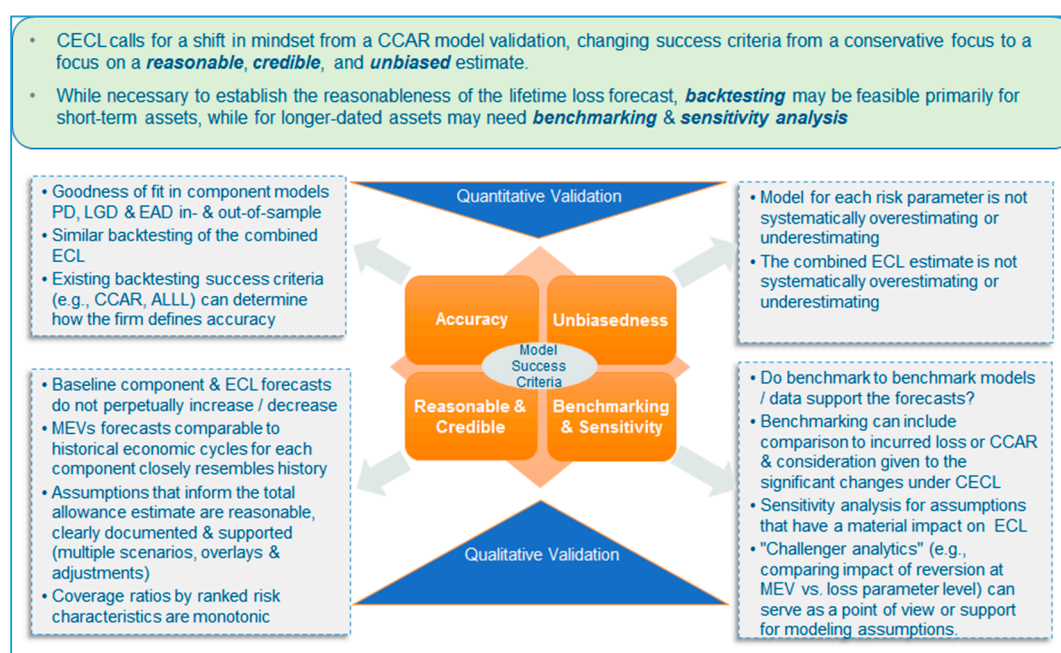 • CECL calls for a shift in mindset from a CCAR model validation, changing success criteria from a conservative focus to a
focus on a reasonable, credible, and unbiased estimate.
• While necessary to establish the reasonableness of the lifetime loss forecast, backtesting may be feasible primarily for
short-term assets, while for longer-dated assets may need benchmarking & sensitivity analysis
• Goodness of fit in component models
PD, LGD & EAD in- & out-of-sample
• Similar backtesting of the combined
ECL
• Existing backtesting success criteria
(e.g., CCAR, ALLL) can determine
how the firm defines accuracy
Quantitative Validation
• Model for each risk parameter is not
systematically overestimating or
underestimating
• The combined ECL estimate is not
systematically overestimating or
underestimating
Accuracy
Unbiasedness
Model
Success
Criteria
Reasonable &
Credible
Benchmarking
& Sensitivity
• Baseline component & ECL forecasts
do not perpetually increase / decrease
• MEVs forecasts comparable to
historical economic cycles for each
component closely resembles history
• Assumptions that inform the total
allowance estimate are reasonable,
clearly documented & supported
(multiple scenarios, overlays &
adjustments)
• Coverage ratios by ranked risk
characteristics are monotonic
Qualitative Validation
• Do benchmark to benchmark models
/ data support the forecasts?
• Benchmarking can include
comparison to incurred loss or CCAR
& consideration given to the
significant changes under CECL
• Sensitivity analysis for assumptions
that have a material impact on ECL
• "Challenger analytics" (e.g.,
comparing impact of reversion at
MEV vs. loss parameter level) can
serve as a point of view or support
for modeling assumptions.